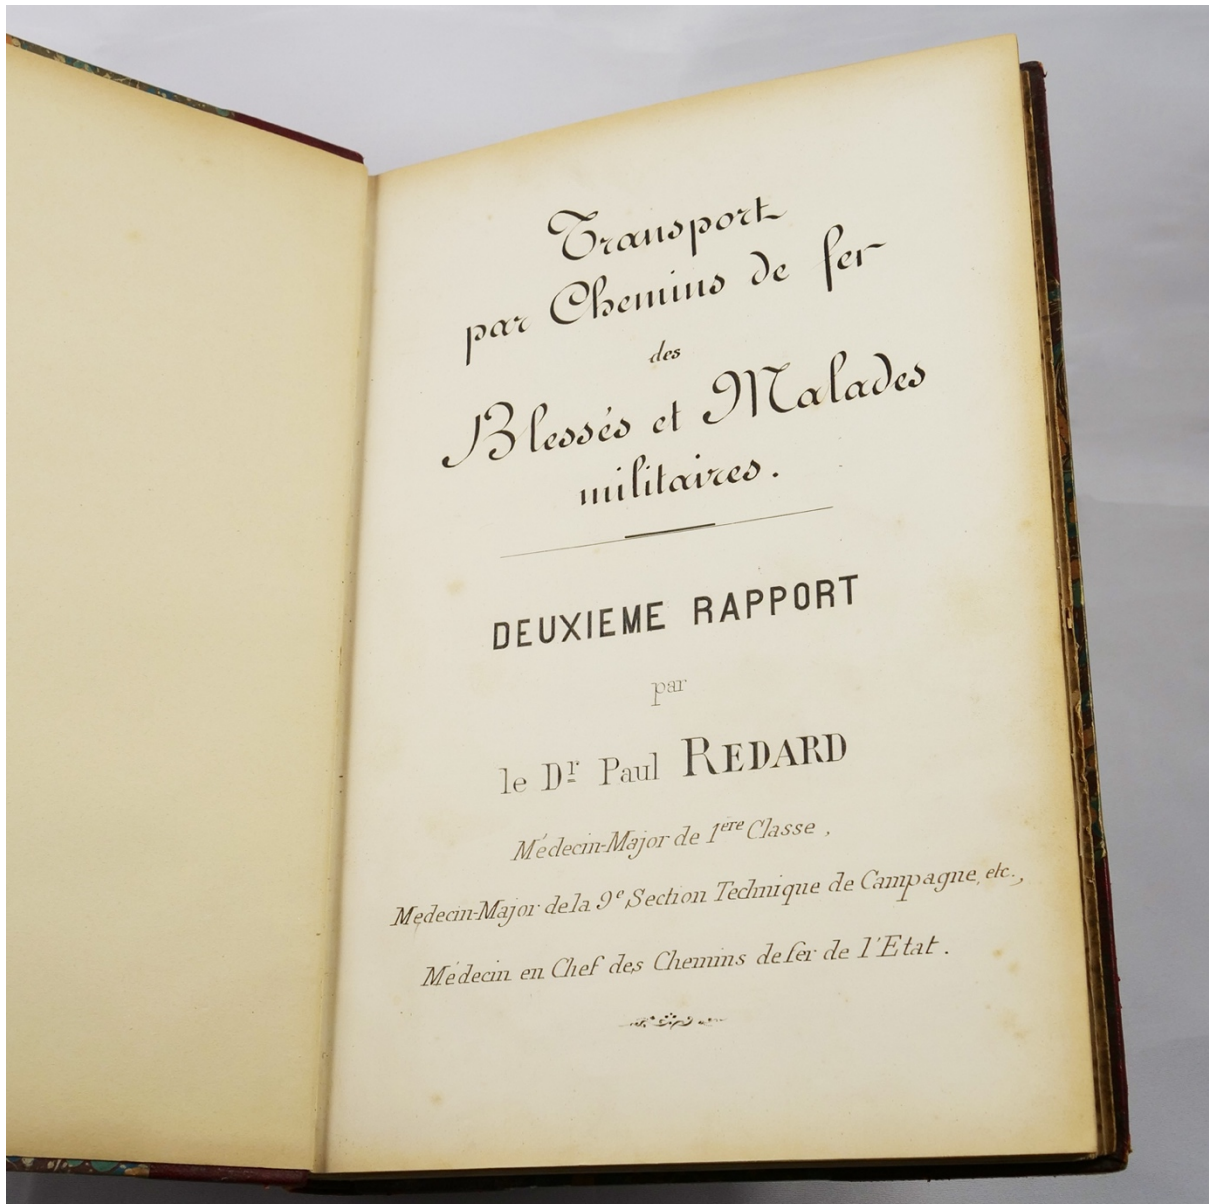 Transport
par Chemins de fer
des
Blessés et Malades
militaires.
DEUXIEME RAPPORT
par
le Dr Paul REDARD
Médecin-Major de 1ère Classe,
Médecin-Major de la 9e Section Technique de Campagne, etc.,
Médecin en Chef des Chemins de fer de l'Etat.